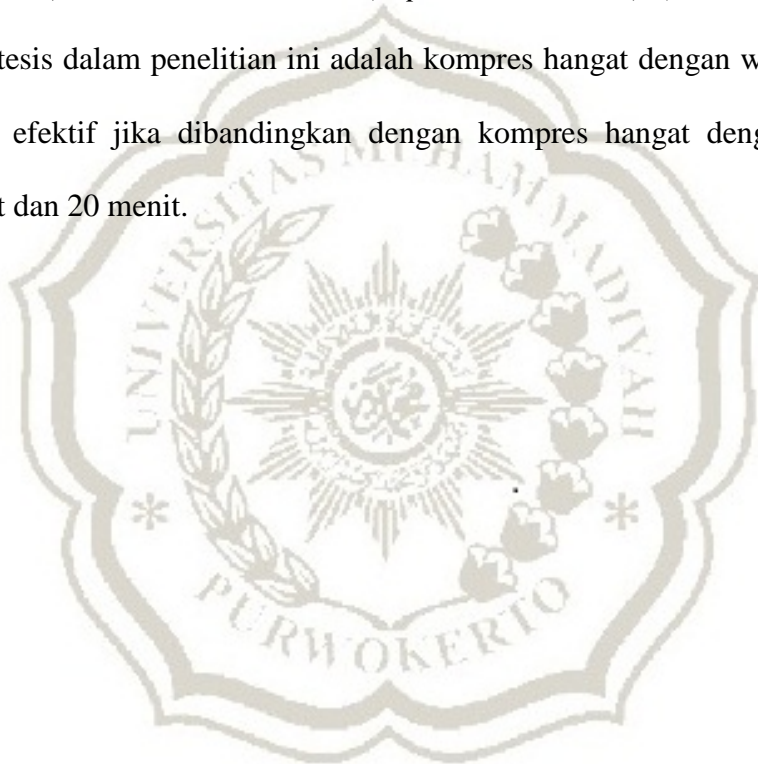 tesis dalam penelitian ini adalah kompres hangat dengan w
efektif jika dibandingkan dengan kompres hangat deng
t dan 20 menit.
UNIVERSITAS MUHAMMADIYAH
PURWOKERTO